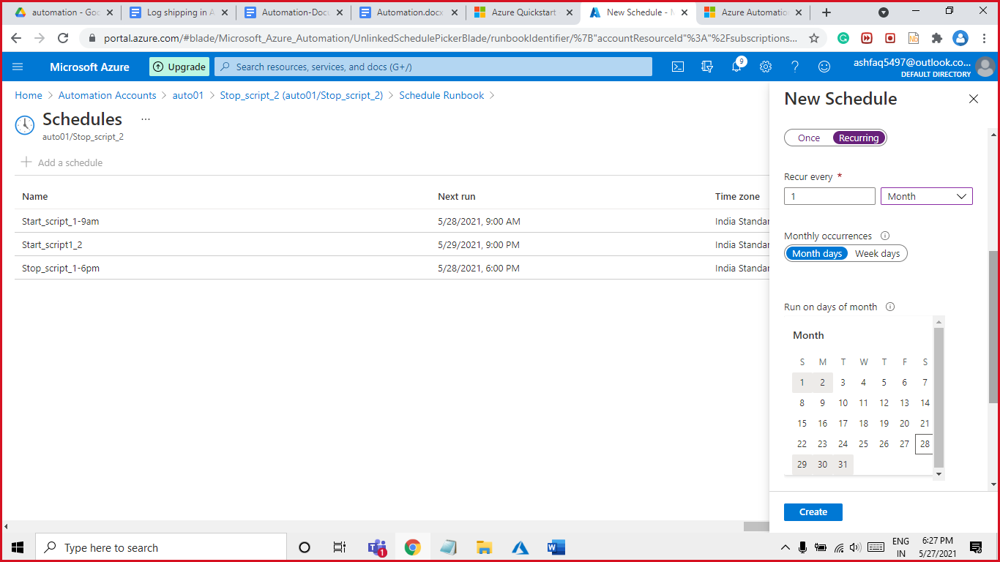 automation - Goo
Log shipping in A
Automation-Docu
Automation.docx
Azure Quickstart
New Schedule - M
Azure Automation
portal.azure.com/#blade/Microsoft_Azure_Automation/UnlinkedSchedulePickerBlade/runbookIdentifier/%7B"accountResourceId"%3A"%2Fsubscriptions...
Microsoft Azure
Upgrade
Search resources, services, and docs (G+/)
9
ashfaq5497@outlook.co...
DEFAULT DIRECTORY
Home > Automation Accounts > auto01 > Stop_script_2 (auto01/Stop_script_2) > Schedule Runbook >
Schedules ...
auto01/Stop_script_2
+ Add a schedule
Name Next run Time zone
Start_script_1-9am 5/28/2021, 9:00 AM India Standar
Start_script1_2 5/29/2021, 9:00 PM India Standar
Stop_script_1-6pm 5/28/2021, 6:00 PM India Standar
New Schedule
Once Recurring
Recur every *
1 Month
Monthly occurrences
Month days Week days
Run on days of month
Month
S M T W T F S
1 2 3 4 5 6 7
8 9 10 11 12 13 14
15 16 17 18 19 20 21
22 23 24 25 26 27 28
29 30 31
Create
Type here to search
1
ENG
IN
6:27 PM
5/27/2021